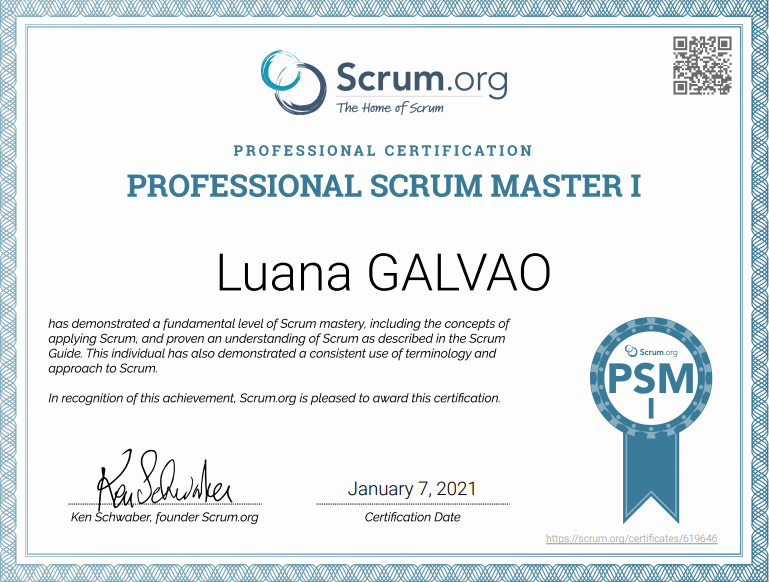 Scrum.org
The Home of Scrum
PROFESSIONAL CERTIFICATION
PROFESSIONAL SCRUM MASTER I
Luana GALVAO
has demonstrated a fundamental level of Scrum mastery, including the concepts of
applying Scrum, and proven an understanding of Scrum as described in the Scrum
Guide. This individual has also demonstrated a consistent use of terminology and
approach to Scrum.
In recognition of this achievement, Scrum.org is pleased to award this certification.
Scrum.org
PSM
I
Ken Schwaber
January 7, 2021
Ken Schwaber, founder Scrum.org
Certification Date
https://scrum.org/certificates/619646